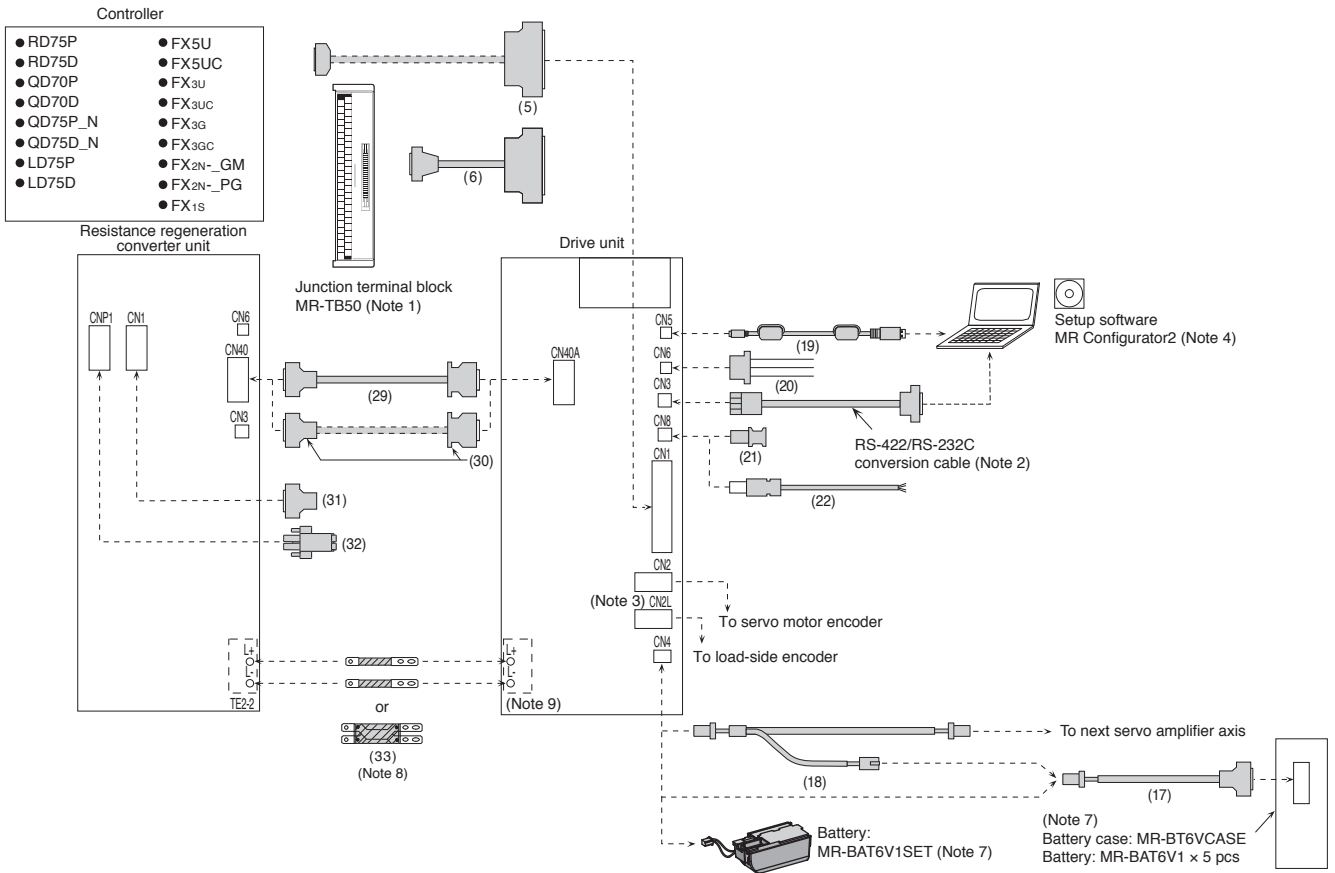 Controller
● RD75P
● RD75D
● QD70P
● QD70D
● QD75P_N
● QD75D_N
● LD75P
● LD75D
● FX5U
● FX5UC
● FX3U
● FX3UC
● FX3G
● FX3GC
● FX2N-_GM
● FX2N-_PG
● FX1S
(5)
(6)
Junction terminal block
MR-TB50 (Note 1)
Resistance regeneration
converter unit
CNP1
CN1
CN6
CN40
CN3
L+
L-
TE2-2
(29)
(30)
(31)
(32)
or
(33)
(Note 8)
Drive unit
CN40A
CN5
CN6
CN3
CN8
CN1
CN2
(Note 3)
CN2L
CN4
L+
L-
(Note 9)
(19)
Setup software
MR Configurator2 (Note 4)
(20)
RS-422/RS-232C
conversion cable (Note 2)
(21)
(22)
To servo motor encoder
To load-side encoder
To next servo amplifier axis
(18)
(17)
Battery:
MR-BAT6V1SET (Note 7)
(Note 7)
Battery case: MR-BT6VCASE
Battery: MR-BAT6V1 × 5 pcs